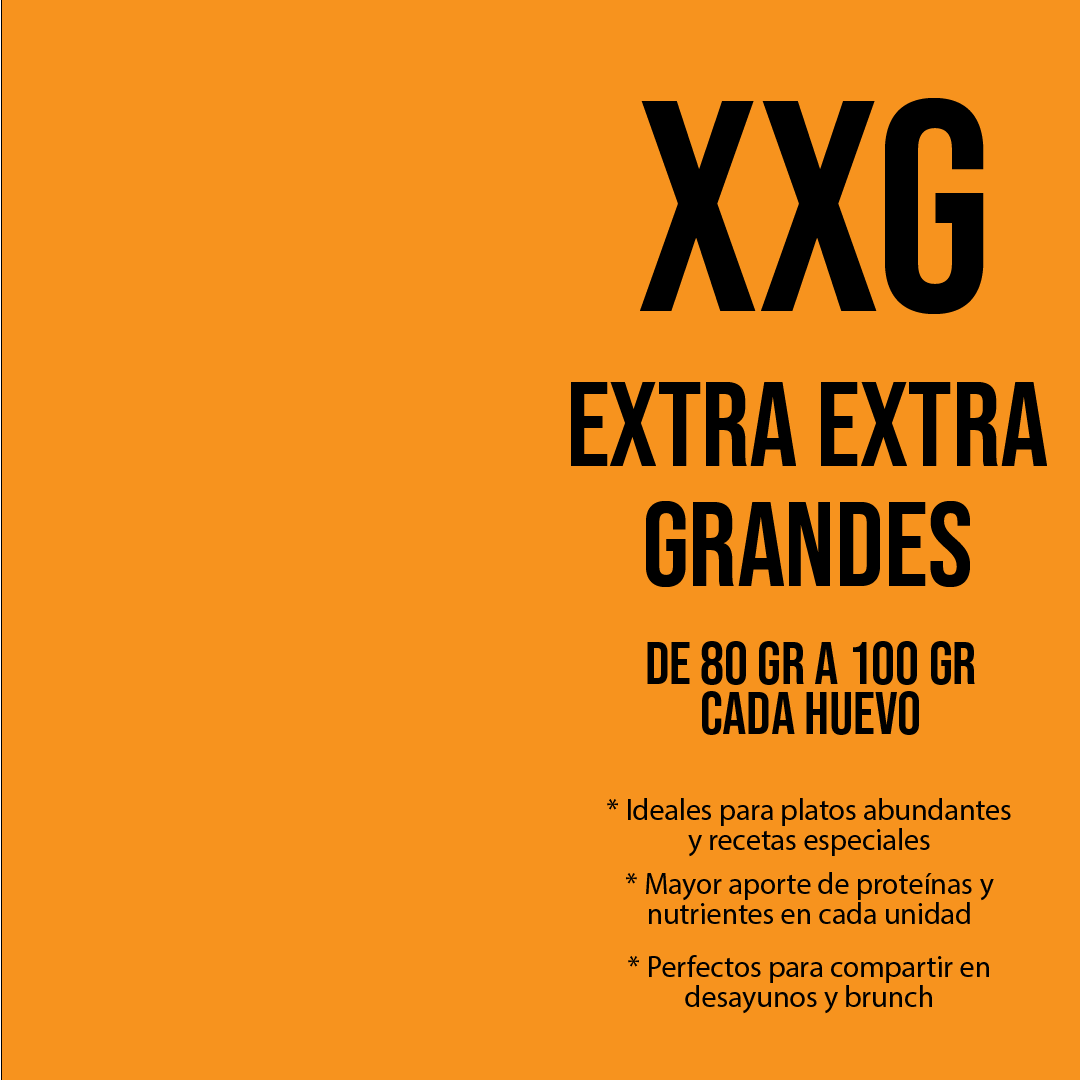 XXG
EXTRA EXTRA
GRANDES
DE 80 GR A 100 GR
CADA HUEVO
* Ideales para platos abundantes
y recetas especiales
* Mayor aporte de proteínas y
nutrientes en cada unidad
* Perfectos para compartir en
desayunos y brunch